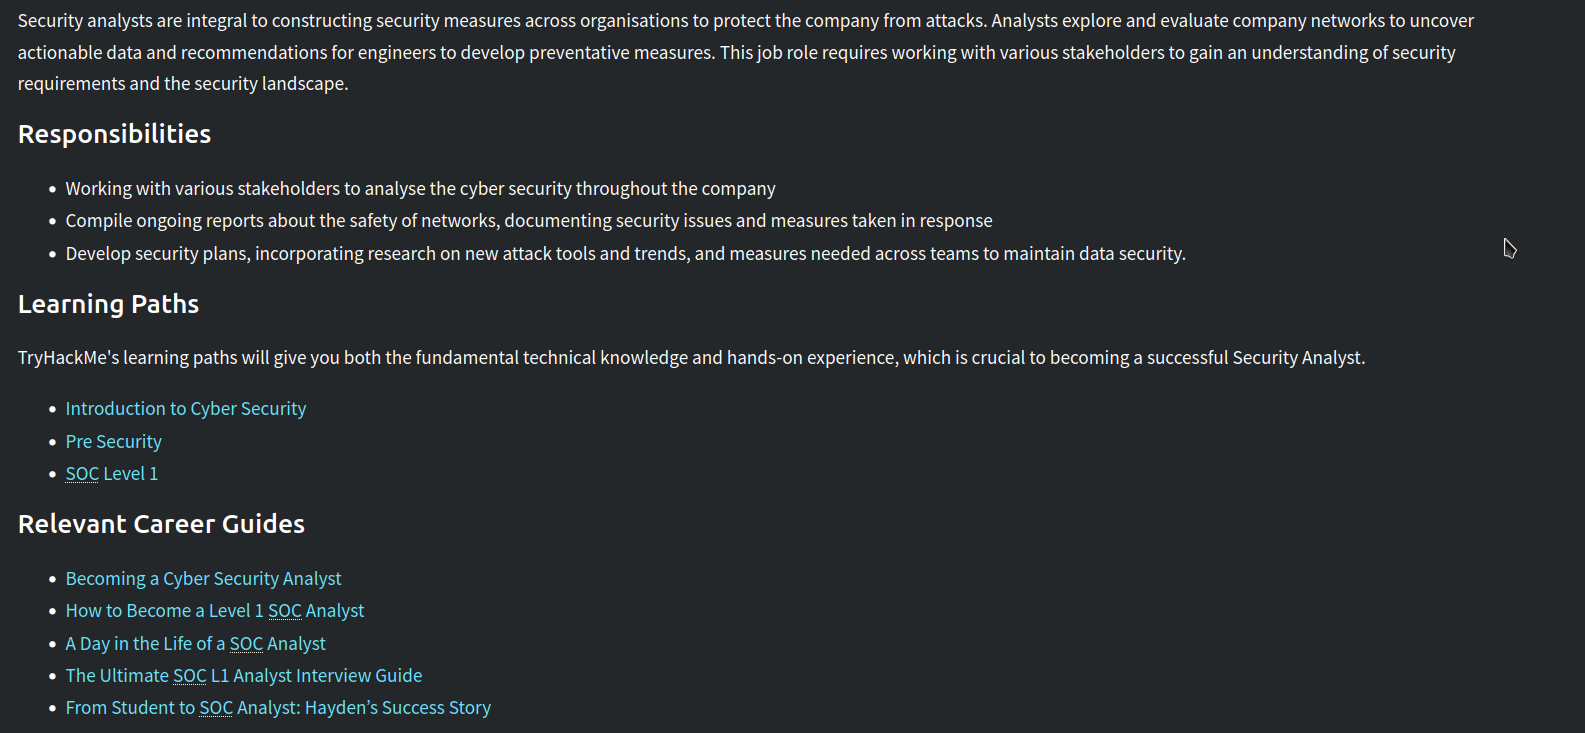 Security analysts are integral to constructing security measures across organisations to protect the company from attacks. Analysts explore and evaluate company networks to uncover
actionable data and recommendations for engineers to develop preventative measures. This job role requires working with various stakeholders to gain an understanding of security
requirements and the security landscape.
Responsibilities
• Working with various stakeholders to analyse the cyber security throughout the company
• Compile ongoing reports about the safety of networks, documenting security issues and measures taken in response
• Develop security plans, incorporating research on new attack tools and trends, and measures needed across teams to maintain data security.
Learning Paths
TryHackMe's learning paths will give you both the fundamental technical knowledge and hands-on experience, which is crucial to becoming a successful Security Analyst.
• Introduction to Cyber Security
• Pre Security
• SOC Level 1
Relevant Career Guides
• Becoming a Cyber Security Analyst
• How to Become a Level 1 SOC Analyst
• A Day in the Life of a SOC Analyst
• The Ultimate SOC L1 Analyst Interview Guide
• From Student to SOC Analyst: Hayden’s Success Story